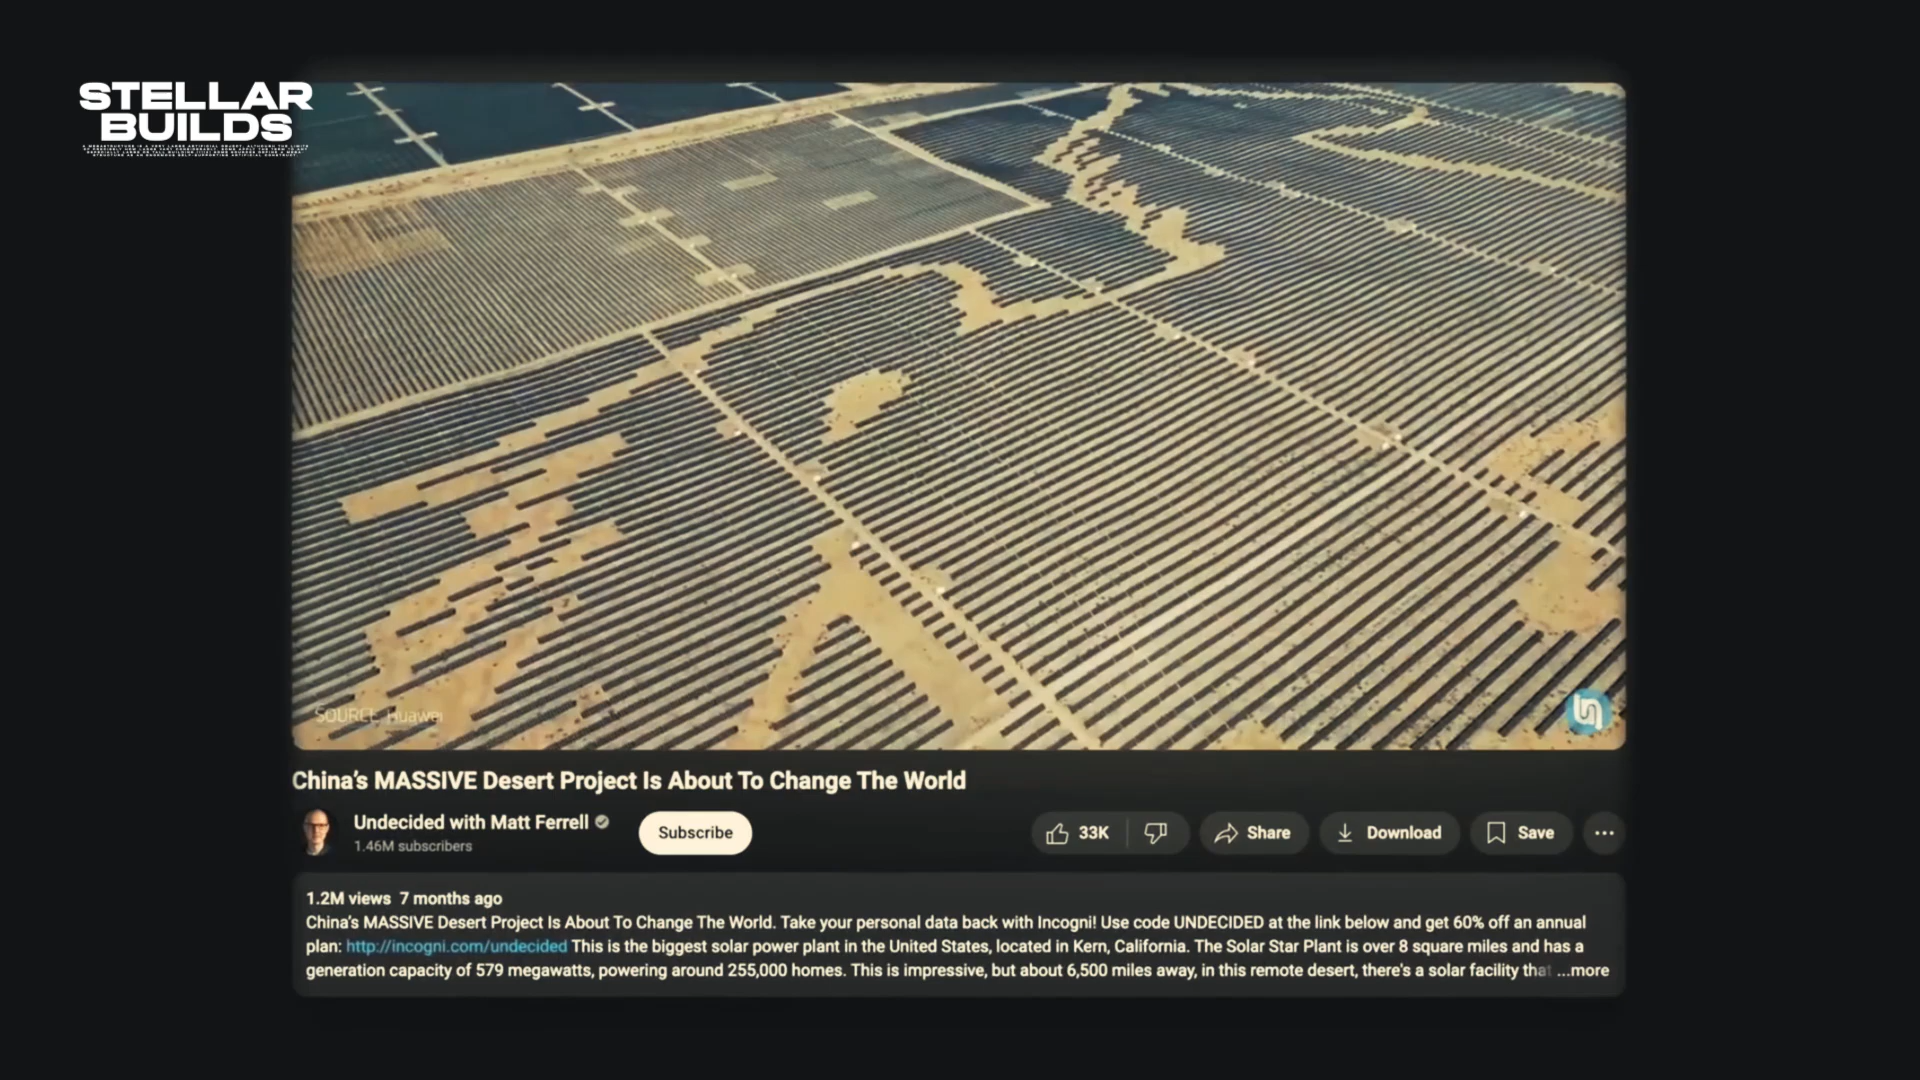 STELLAR
BUILDS
SOURCE: Huawei
China's MASSIVE Desert Project Is About To Change The World
Undecided with Matt Ferrell
1.46M subscribers
Subscribe
33K
Share
Download
Save
1.2M views 7 months ago
China's MASSIVE Desert Project Is About To Change The World. Take your personal data back with Incogni! Use code UNDECIDED at the link below and get 60% off an annual
plan: http://incogni.com/undecided This is the biggest solar power plant in the United States, located in Kern, California. The Solar Star Plant is over 8 square miles and has a
generation capacity of 579 megawatts, powering around 255,000 homes. This is impressive, but about 6,500 miles away, in this remote desert, there's a solar facility that ...more